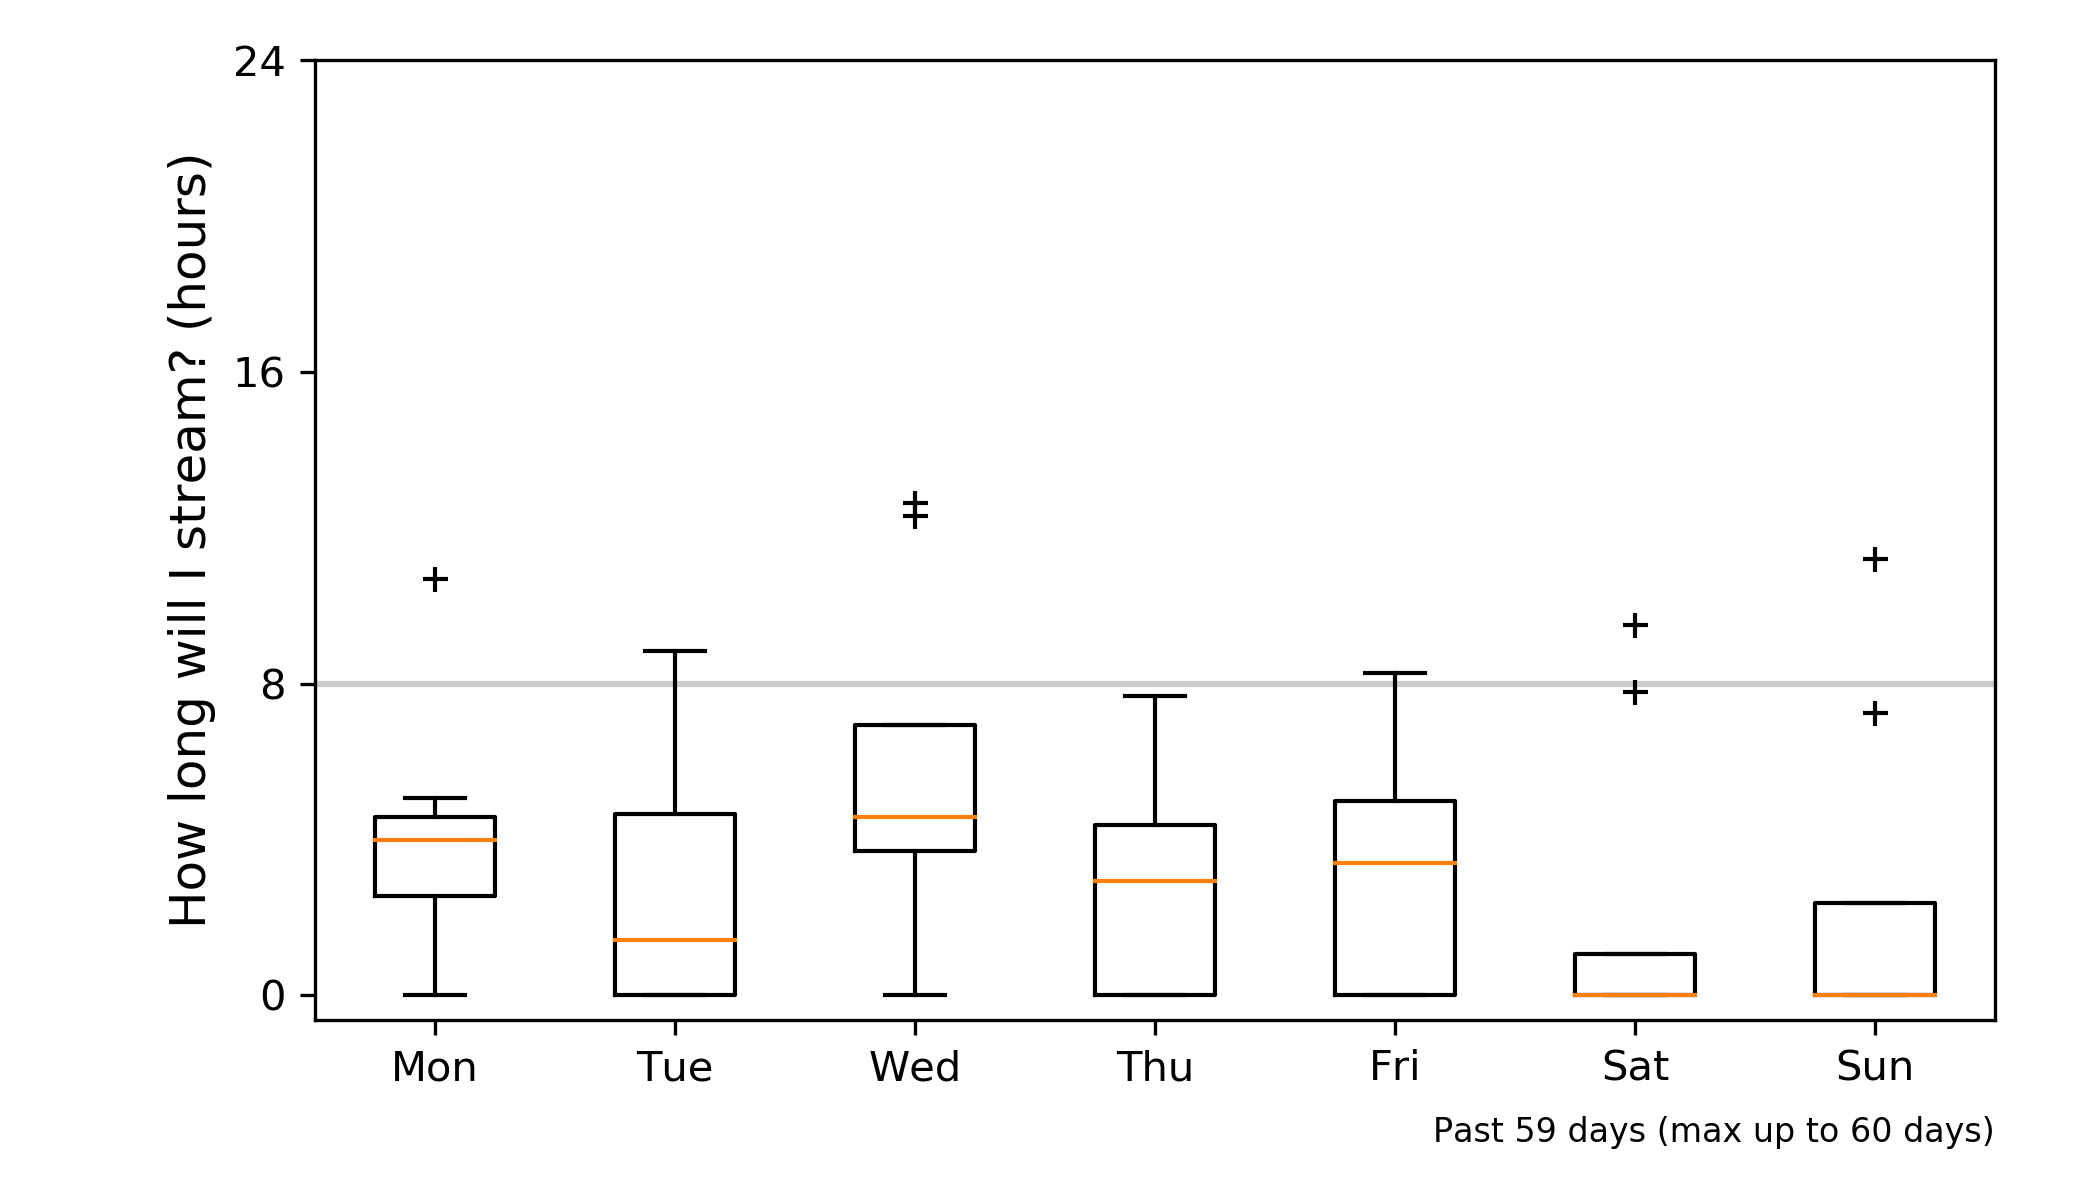 How long will I stream? (hours)
24
16
8
0
Mon Tue Wed Thu Fri Sat Sun
Past 59 days (max up to 60 days)